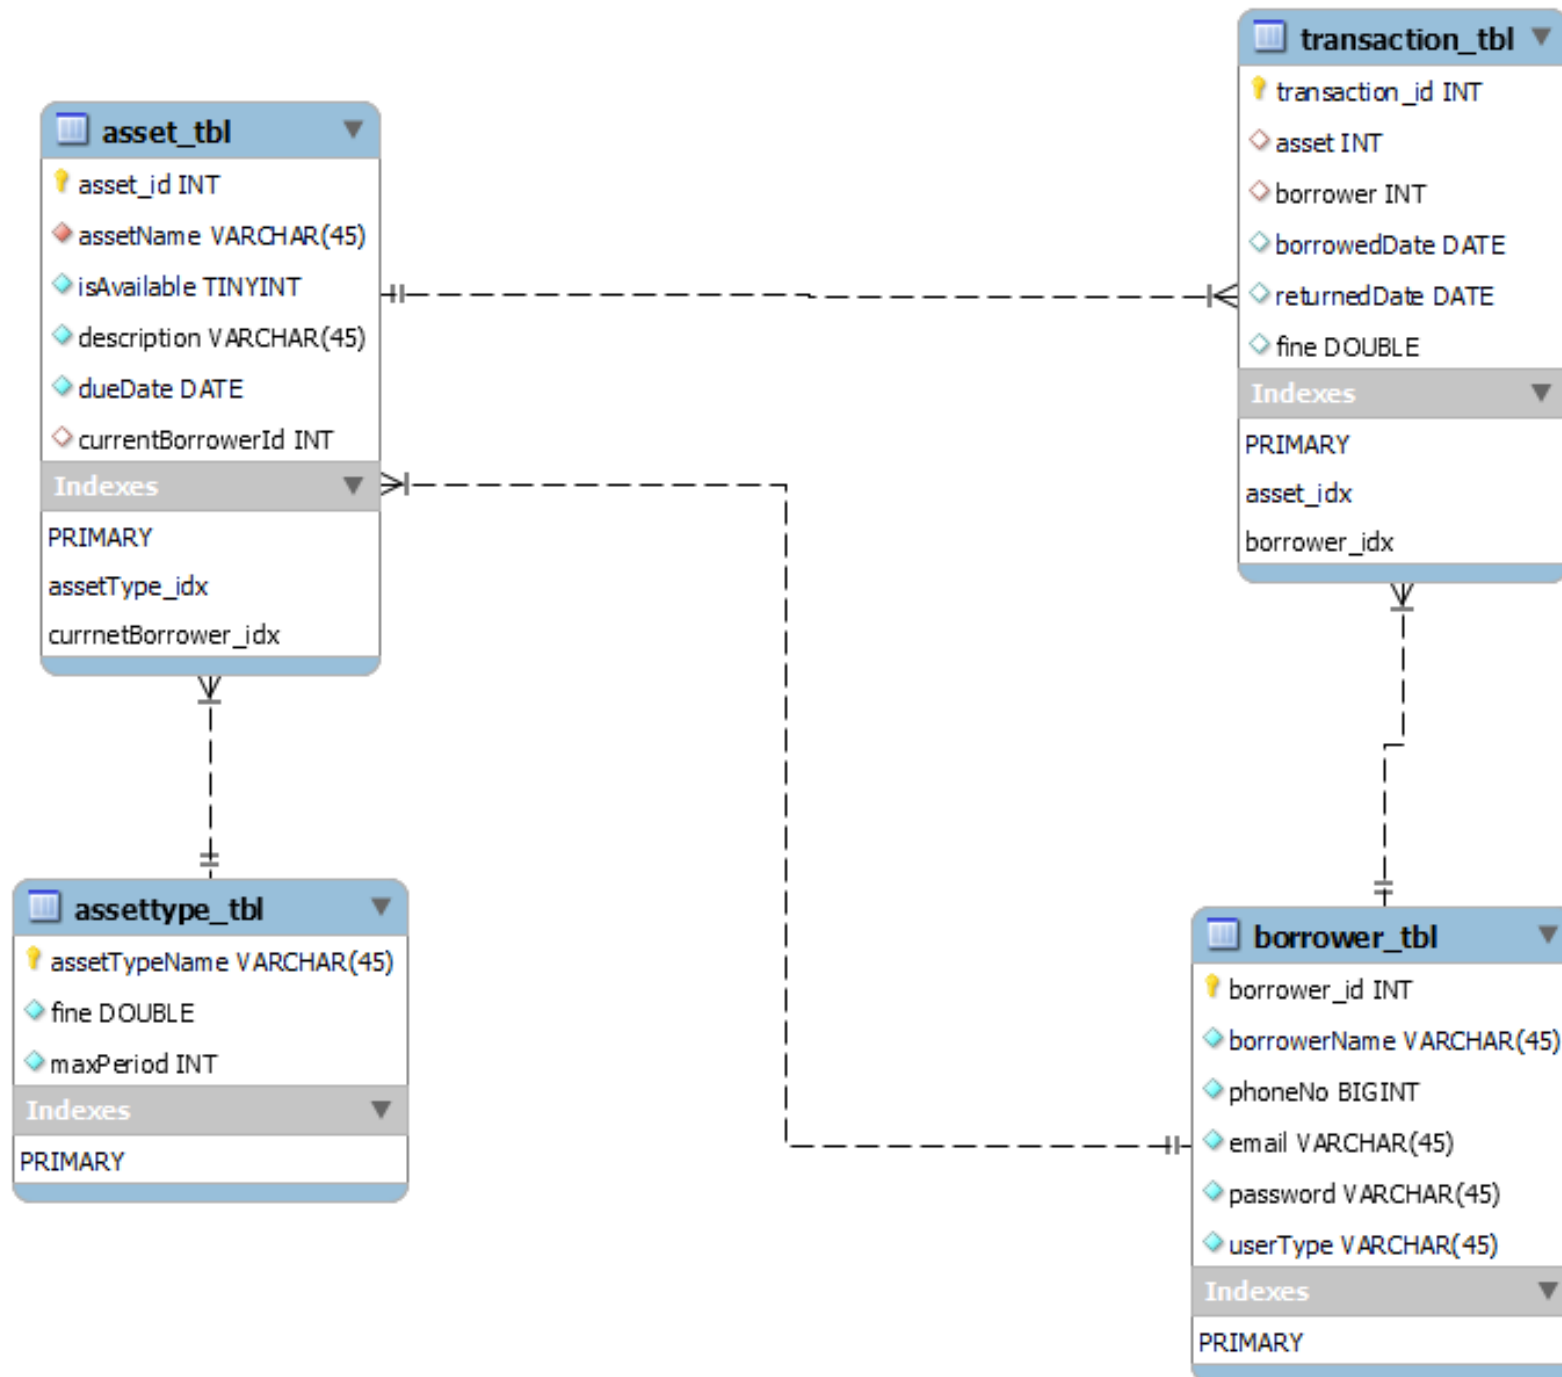 asset_tbl
asset_id INT
assetName VARCHAR(45)
isAvailable TINYINT
description VARCHAR(45)
dueDate DATE
currentBorrowerId INT
Indexes
PRIMARY
assetType_idx
currnetBorrower_idx
transaction_tbl
transaction_id INT
asset INT
borrower INT
borrowedDate DATE
returnedDate DATE
fine DOUBLE
Indexes
PRIMARY
asset_idx
borrower_idx
assettype_tbl
assetTypeName VARCHAR(45)
fine DOUBLE
maxPeriod INT
Indexes
PRIMARY
borrower_tbl
borrower_id INT
borrowerName VARCHAR(45)
phoneNo BIGINT
email VARCHAR(45)
password VARCHAR(45)
userType VARCHAR(45)
Indexes
PRIMARY